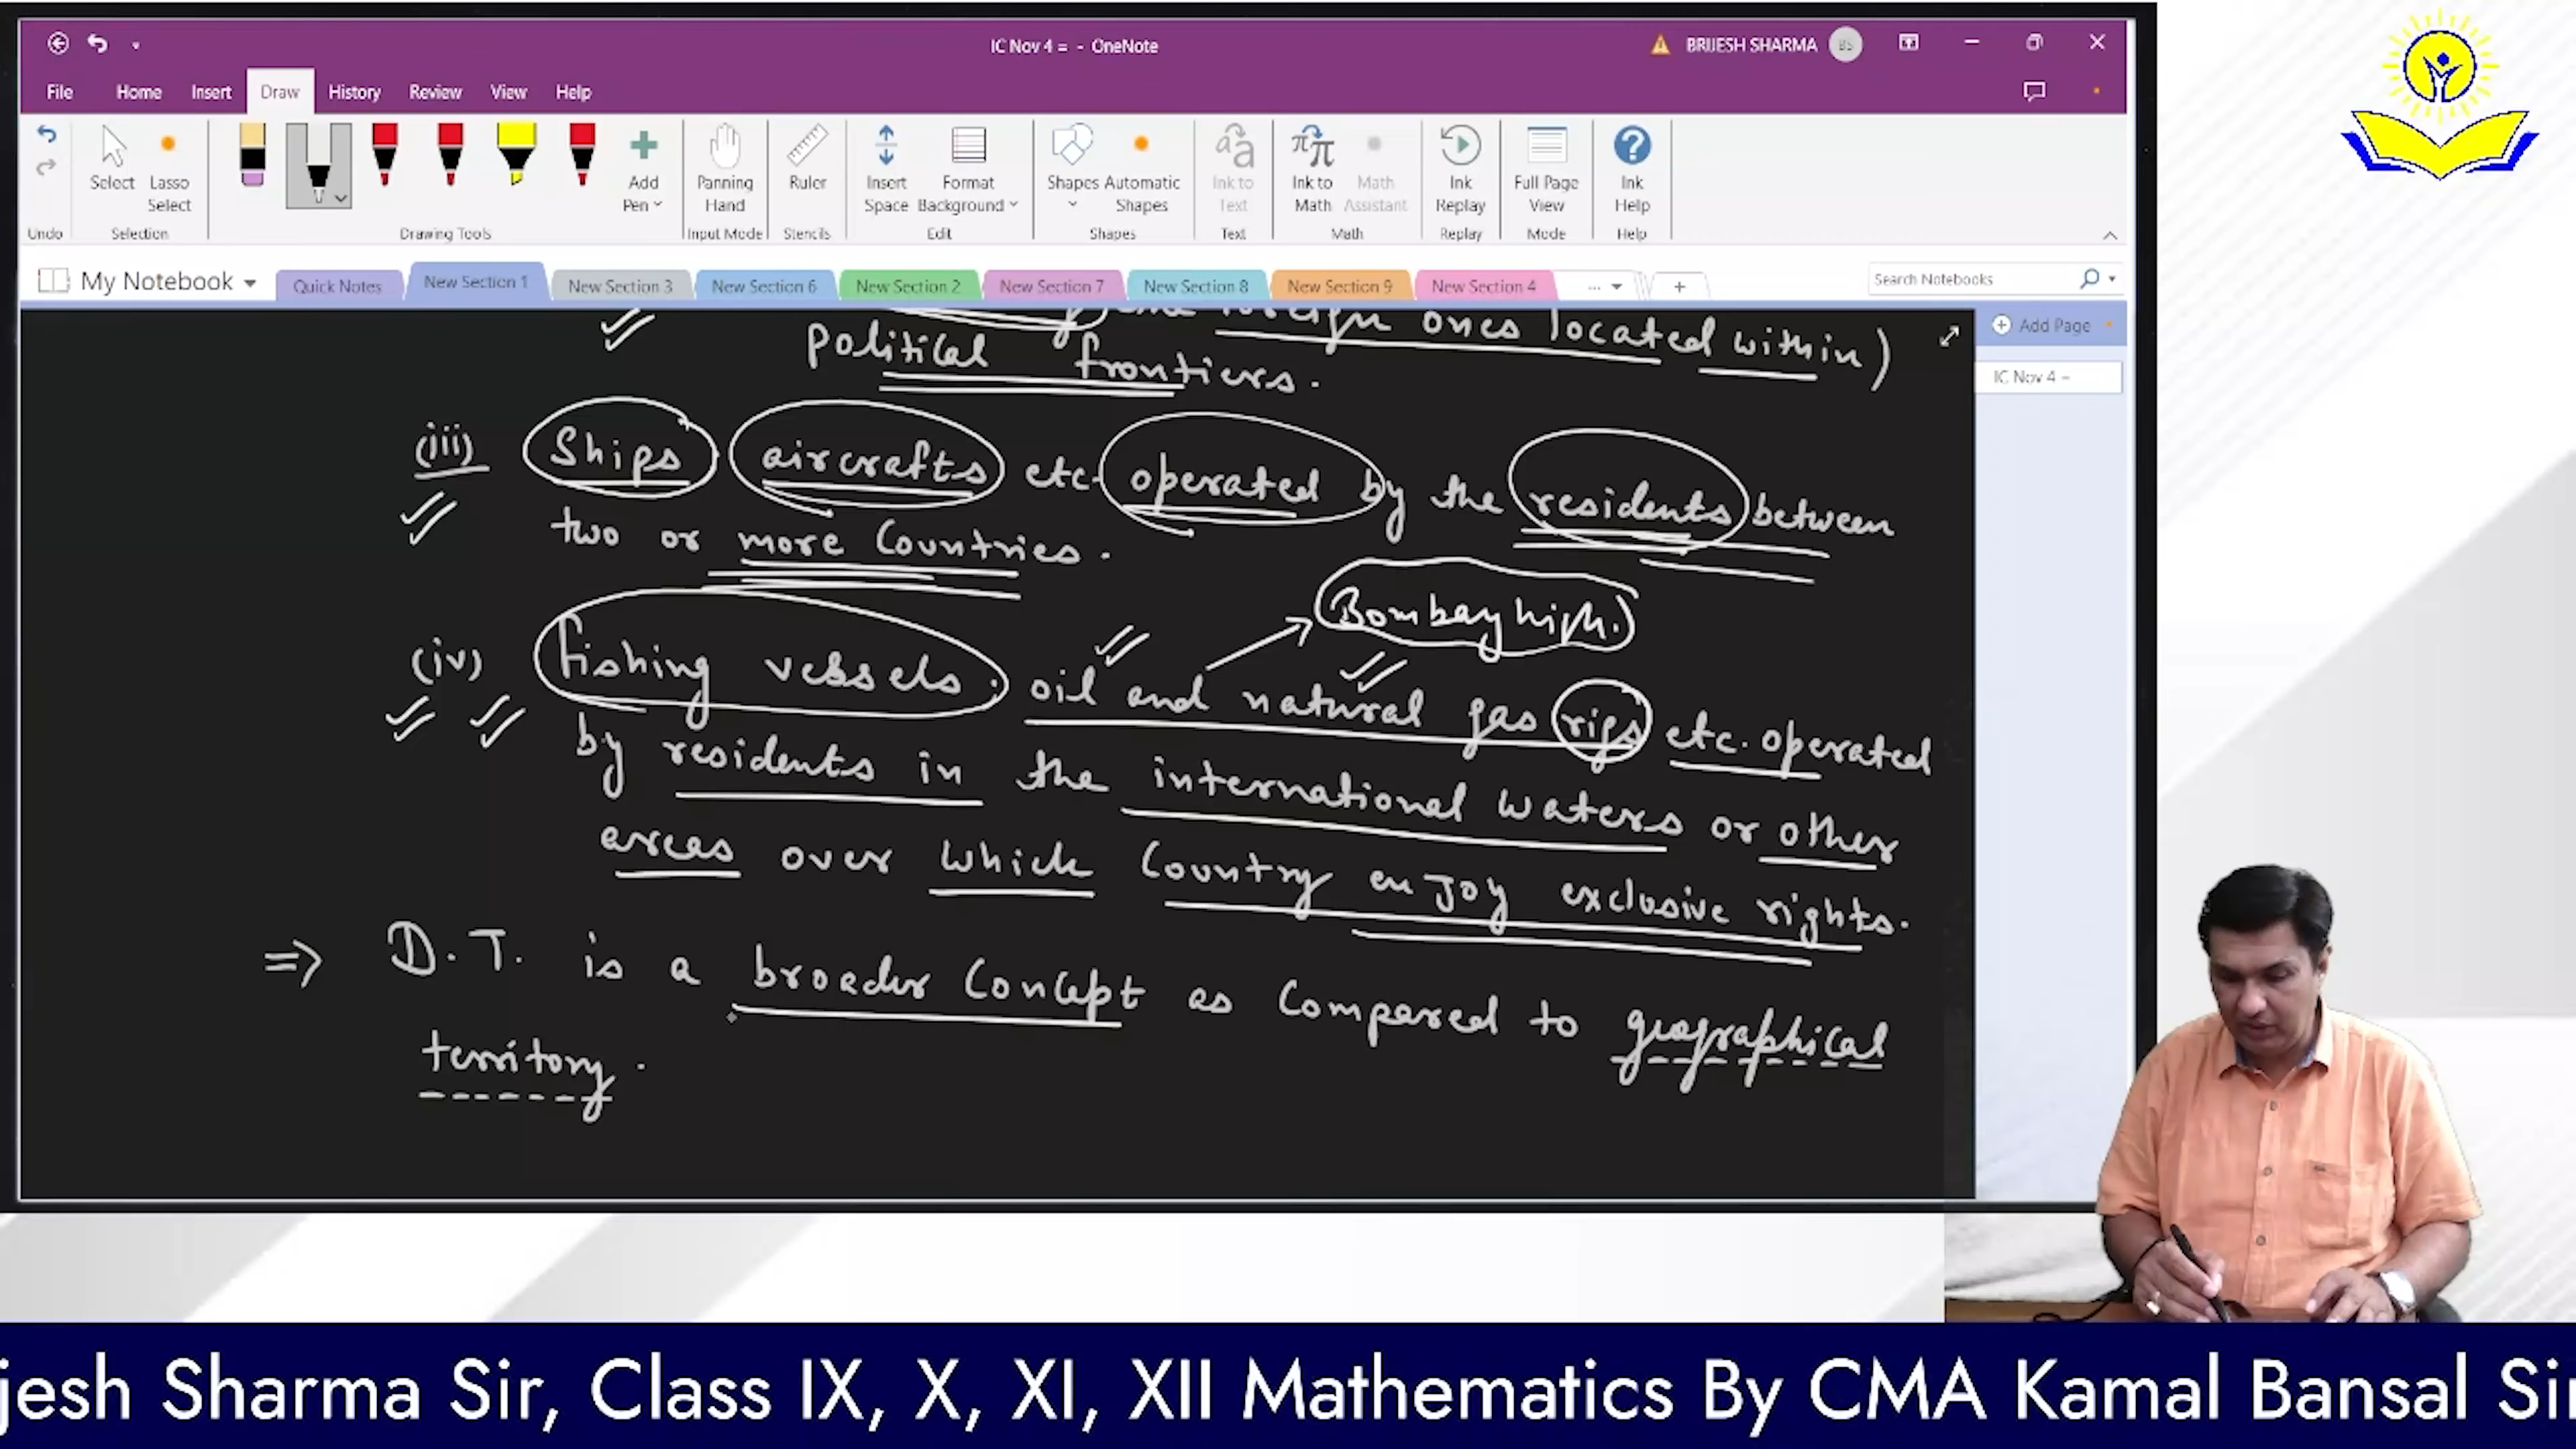 IC Nov 4 = - OneNote
BRIJESH SHARMA
BS
File Home Insert Draw History Review View Help
Select
Lasso Select
Add Pen
Panning Hand
Ruler
Insert Space
Format Background
Shapes
Automatic Shapes
Ink to Text
Ink to Math
Math Assistant
Ink Replay
Full Page View
Ink Help
Undo Selection Drawing Tools Input Mode Stencils Edit Shapes Text Math Replay Mode Help
My Notebook Quick Notes New Section 1 New Section 3 New Section 6 New Section 2 New Section 7 New Section 8 New Section 9 New Section 4 ... +
Search Notebooks
Add Page
IC Nov 4 =
foreign ones located within)
political frontiers.
(iii) Ships aircrafts etc. operated by the residents between
two or more Countries.
Bombay high.
(iv) fishing vessels. oil and natural gas rigs etc. operated
by residents in the international waters or other
areas over which Country enjoy exclusive rights.
=> D.T. is a broader Concept as Compared to geographical
territory.
jesh Sharma Sir, Class IX, X, XI, XII Mathematics By CMA Kamal Bansal Sir